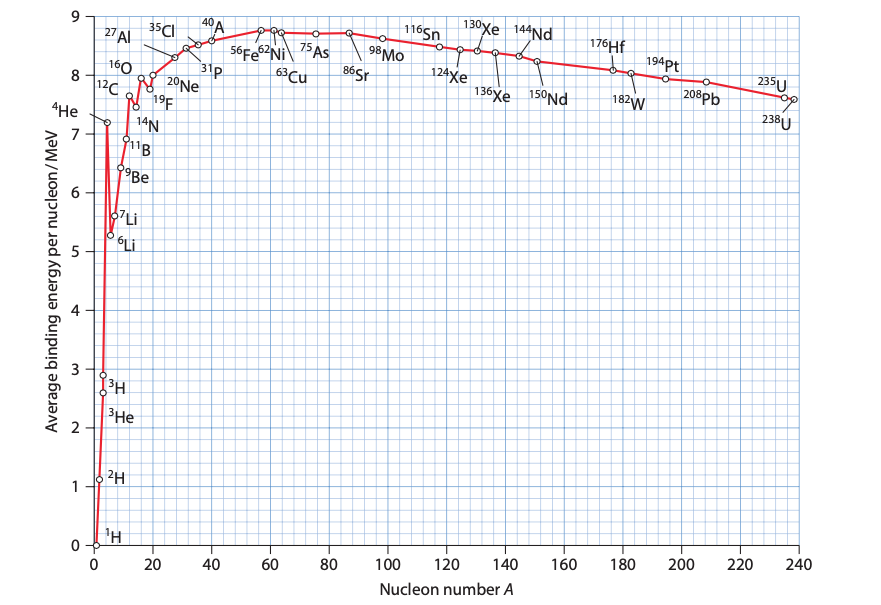 9
8
7
6
5
4
3
2
1
0
Average binding energy per nucleon/MeV
²⁷Al
³⁵Cl
⁴⁰A
¹⁶O
¹²C
⁴He
³¹P
²⁰Ne
¹⁹F
¹⁴N
¹¹B
⁹Be
⁷Li
⁶Li
³H
³He
²H
¹H
⁵⁶Fe
⁶²Ni
⁶³Cu
⁷⁵As
⁸⁶Sr
⁹⁸Mo
¹¹⁶Sn
¹²⁴Xe
¹³⁰Xe
¹³⁶Xe
¹⁴⁴Nd
¹⁵⁰Nd
¹⁷⁶Hf
¹⁸²W
¹⁹⁴Pt
²⁰⁸Pb
²³⁵U
²³⁸U
0 20 40 60 80 100 120 140 160 180 200 220 240
Nucleon number A